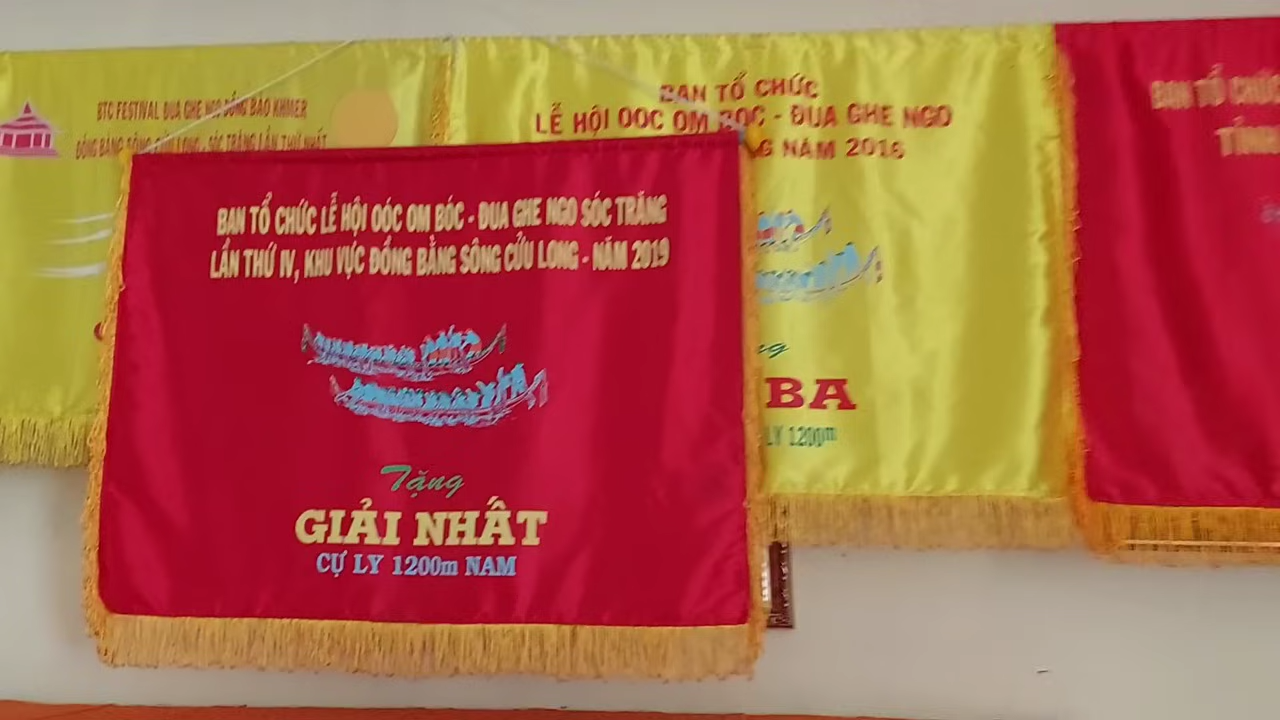 BTC FESTIVAL ĐUA GHE NGO ĐỒNG BÀO KHMER
ĐỒNG BẰNG SÔNG CỬU LONG - SÓC TRĂNG LẦN THỨ NHẤT
BAN TỔ CHỨC
LỄ HỘI OOC OM BOC - ĐUA GHE NGO
G NĂM 2016
ng
BA
LY 1200m
BAN TỔ CHỨC LỄ HỘI OÓC OM BÓC - ĐUA GHE NGO SÓC TRĂNG
LẦN THỨ IV, KHU VỰC ĐỒNG BẰNG SÔNG CỬU LONG - NĂM 2019
Tặng
GIẢI NHẤT
CỰ LY 1200m NAM
BAN TỔ CHỨC
TỈNH